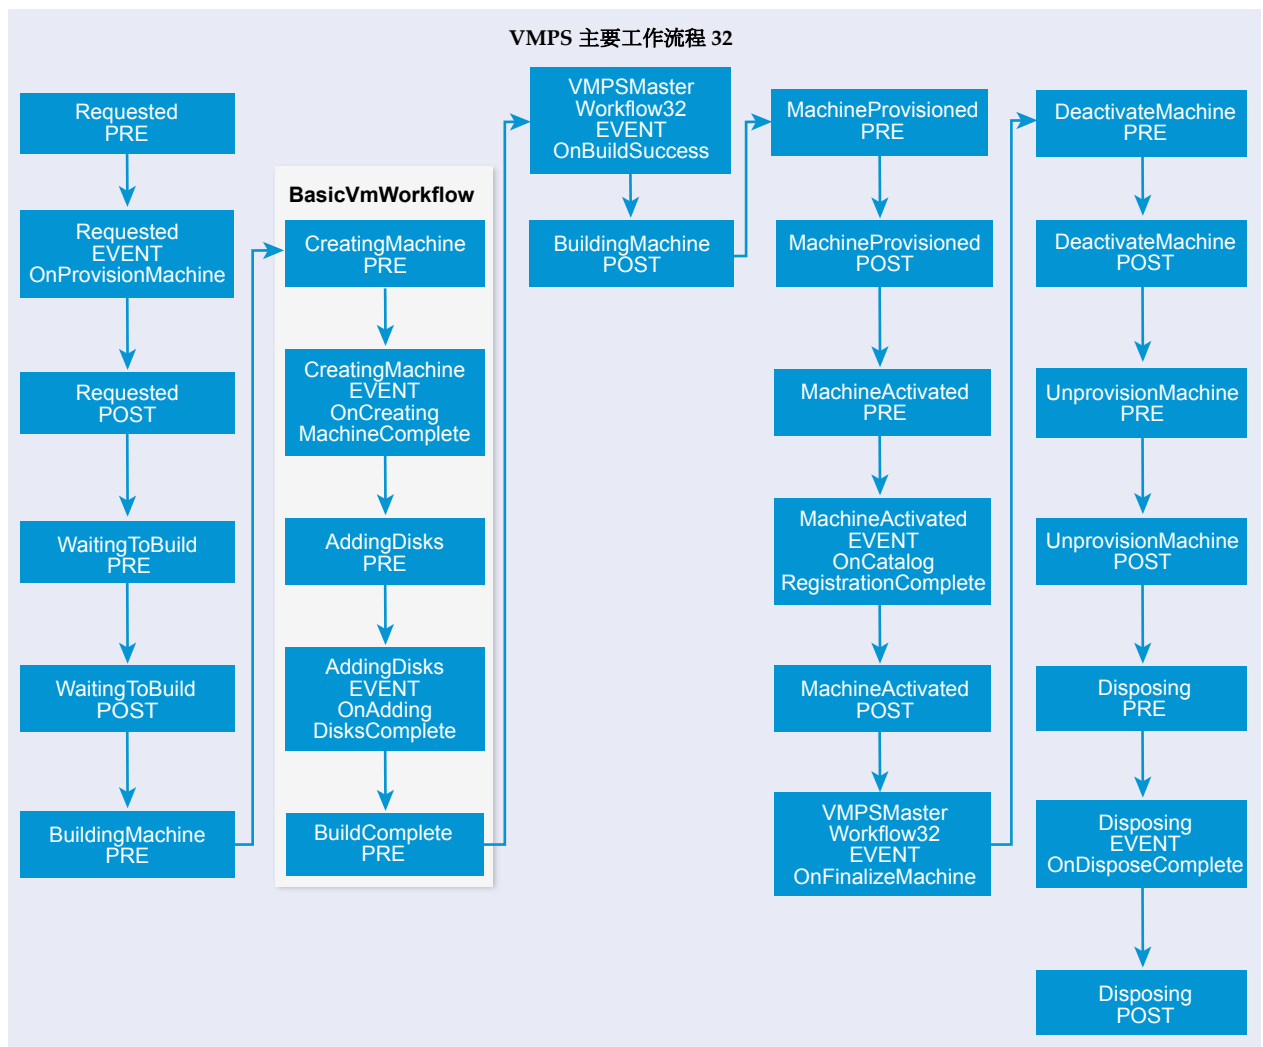 VMPS 主要工作流程 32
Requested
PRE
Requested
EVENT
OnProvisionMachine
Requested
POST
WaitingToBuild
PRE
WaitingToBuild
POST
BuildingMachine
PRE
BasicVmWorkflow
CreatingMachine
PRE
CreatingMachine
EVENT
OnCreating
MachineComplete
AddingDisks
PRE
AddingDisks
EVENT
OnAdding
DisksComplete
BuildComplete
PRE
VMPSMaster
Workflow32
EVENT
OnBuildSuccess
BuildingMachine
POST
MachineProvisioned
PRE
MachineProvisioned
POST
MachineActivated
PRE
MachineActivated
EVENT
OnCatalog
RegistrationComplete
MachineActivated
POST
VMPSMaster
Workflow32
EVENT
OnFinalizeMachine
DeactivateMachine
PRE
DeactivateMachine
POST
UnprovisionMachine
PRE
UnprovisionMachine
POST
Disposing
PRE
Disposing
EVENT
OnDisposeComplete
Disposing
POST